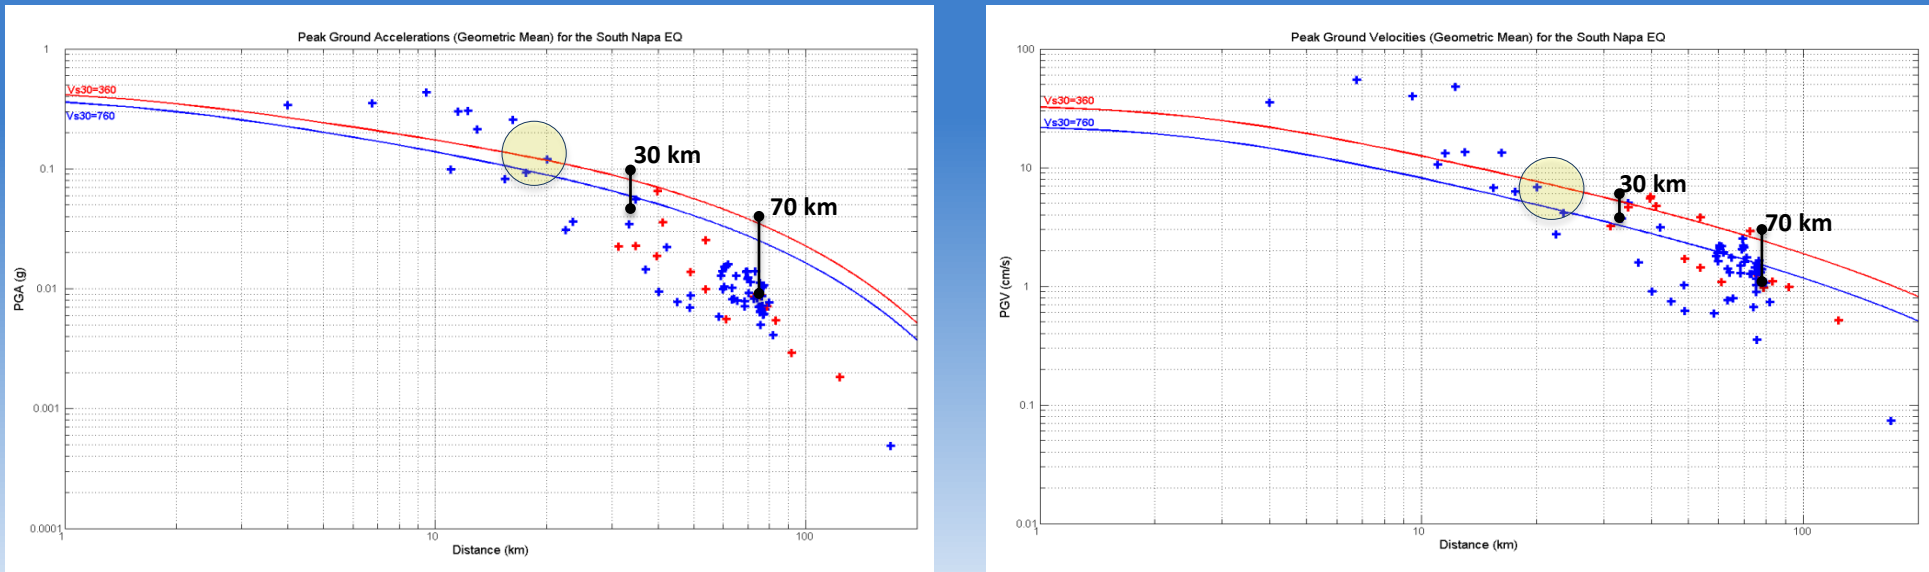 Peak Ground Accelerations (Geometric Mean) for the South Napa EQ
1
Vs30=360
Vs30=760
30 km
0.1
70 km
PGA (g)
0.01
0.001
0.0001
1
10
100
Distance (km)
Peak Ground Velocities (Geometric Mean) for the South Napa EQ
100
Vs30=360
Vs30=760
10
30 km
70 km
PGV (cm/s)
1
0.1
0.01
1
10
100
Distance (km)